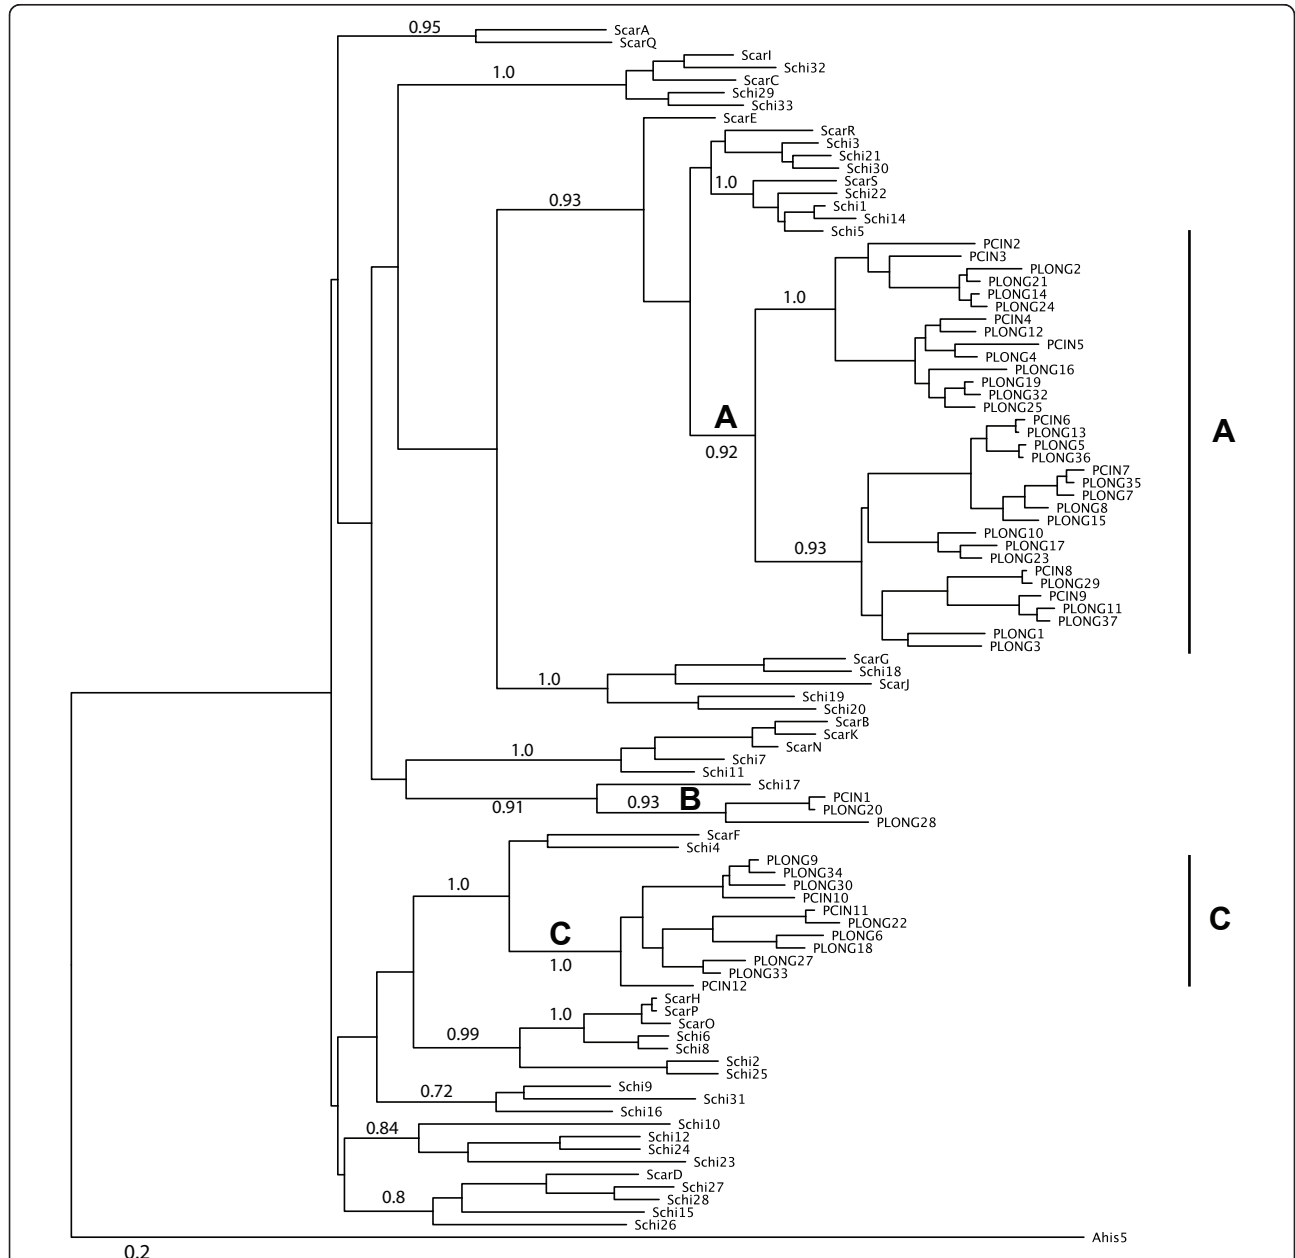 0.95
ScarA
ScarQ
ScarI
1.0
Schi32
ScarC
Schi29
Schi33
ScarE
ScarR
Schi3
Schi21
Schi30
1.0
ScarS
Schi22
0.93
Schi1
Schi14
Schi5
PCIN2
PCIN3
PLONG2
PLONG21
1.0
PLONG14
PLONG24
PCIN4
PLONG12
PCIN5
PLONG4
PLONG16
PLONG19
PLONG32
PLONG25
A
PCIN6
PLONG13
A
PLONG5
0.92
PLONG36
PCIN7
PLONG35
PLONG7
PLONG8
PLONG15
PLONG10
0.93
PLONG17
PLONG23
PCIN8
PLONG29
PCIN9
PLONG11
PLONG37
PLONG1
PLONG3
ScarG
Schi18
1.0
ScarJ
Schi19
Schi20
ScarB
ScarK
1.0
ScarN
Schi7
Schi11
Schi17
0.91
0.93
B
PCIN1
PLONG20
PLONG28
ScarF
Schi4
PLONG9
PLONG34
1.0
PLONG30
PCIN10
PCIN11
C
PLONG22
C
PLONG6
PLONG18
1.0
PLONG27
PLONG33
PCIN12
ScarH
1.0
ScarP
ScarO
0.99
Schi6
Schi8
Schi2
Schi25
0.72
Schi9
Schi31
Schi16
0.84
Schi10
Schi12
Schi24
Schi23
ScarD
0.8
Schi27
Schi28
Schi15
Schi26
Ahis5
0.2